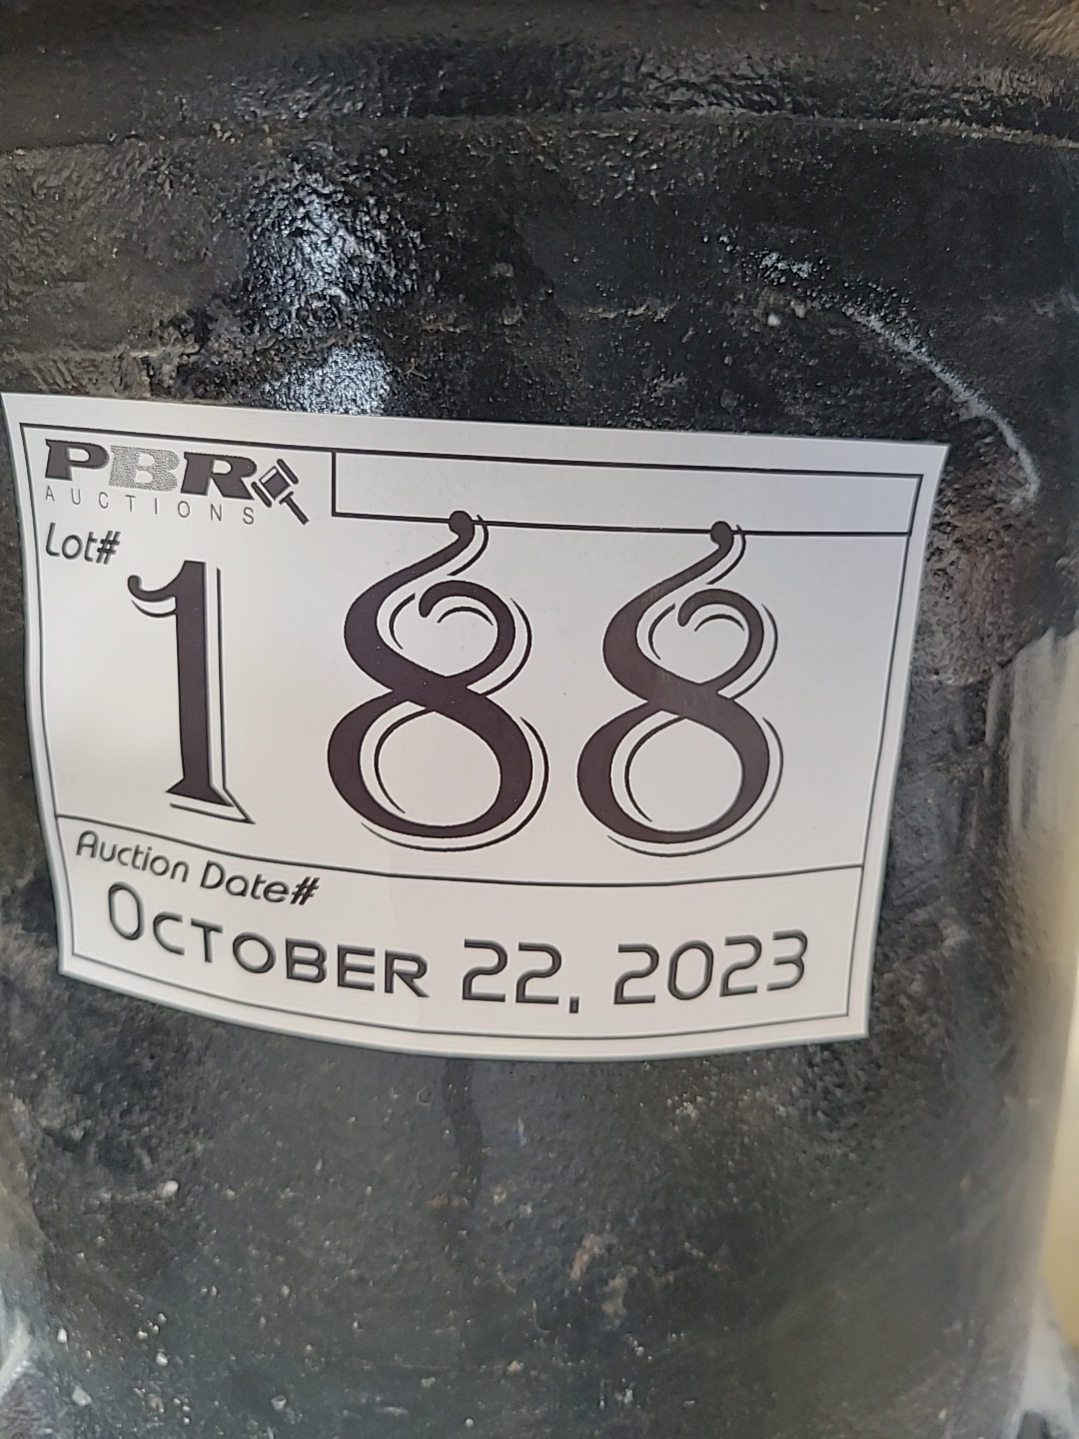 PBR
AUCTIONS
Lot#
188
Auction Date#
October 22, 2023